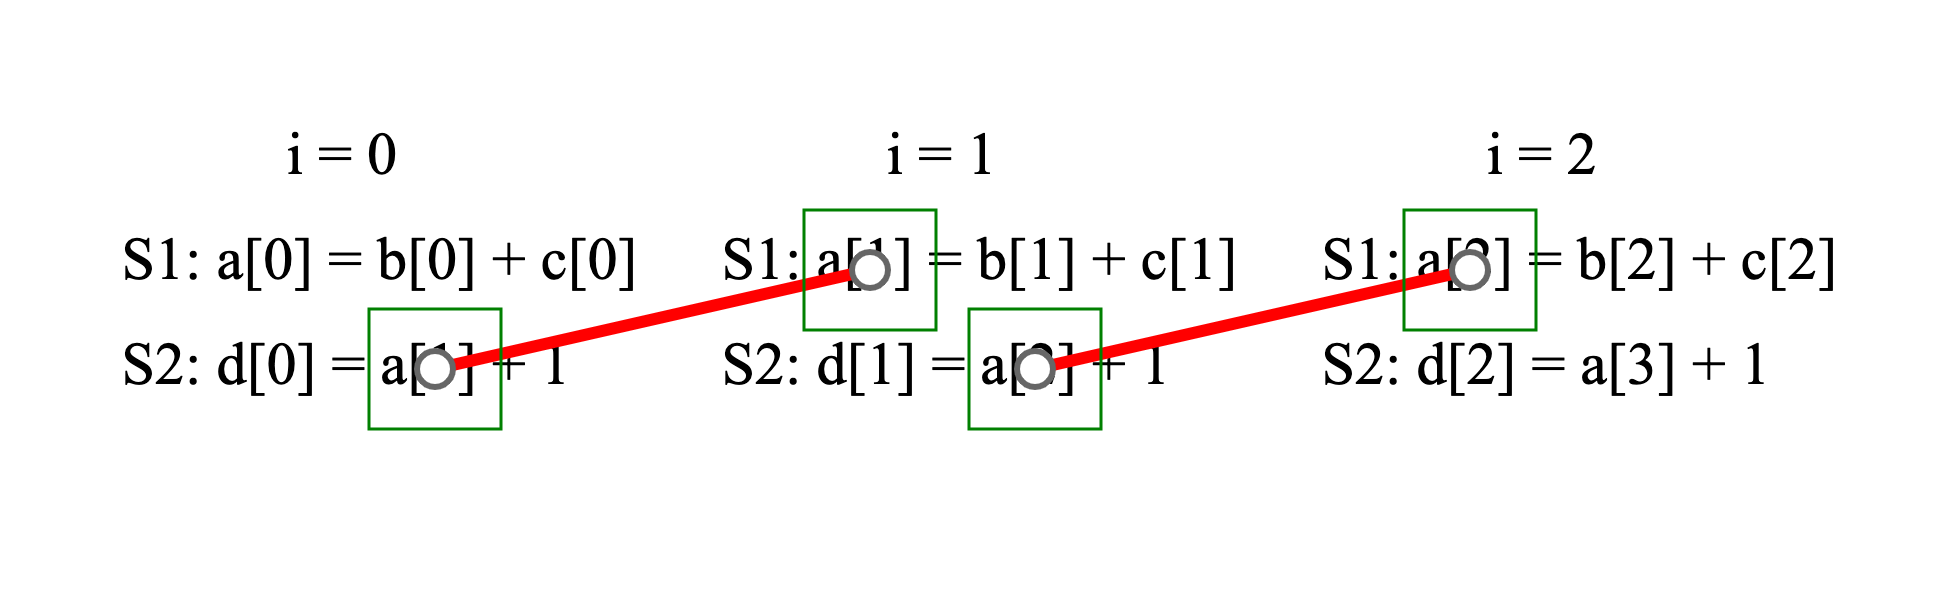 i = 0 i = 1 i = 2
S1: a[0] = b[0] + c[0] S1: a[1] = b[1] + c[1] S1: a[2] = b[2] + c[2]
S2: d[0] = a[1] + 1 S2: d[1] = a[2] + 1 S2: d[2] = a[3] + 1